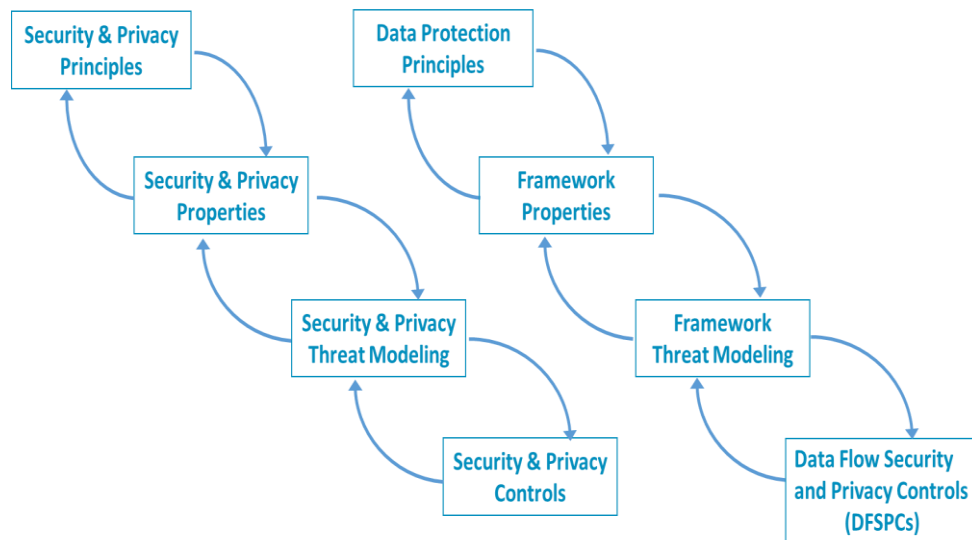 Security & Privacy
Principles
Data Protection
Principles
Security & Privacy
Properties
Framework
Properties
Security & Privacy
Threat Modeling
Framework
Threat Modeling
Security & Privacy
Controls
Data Flow Security
and Privacy Controls
(DFSPCs)